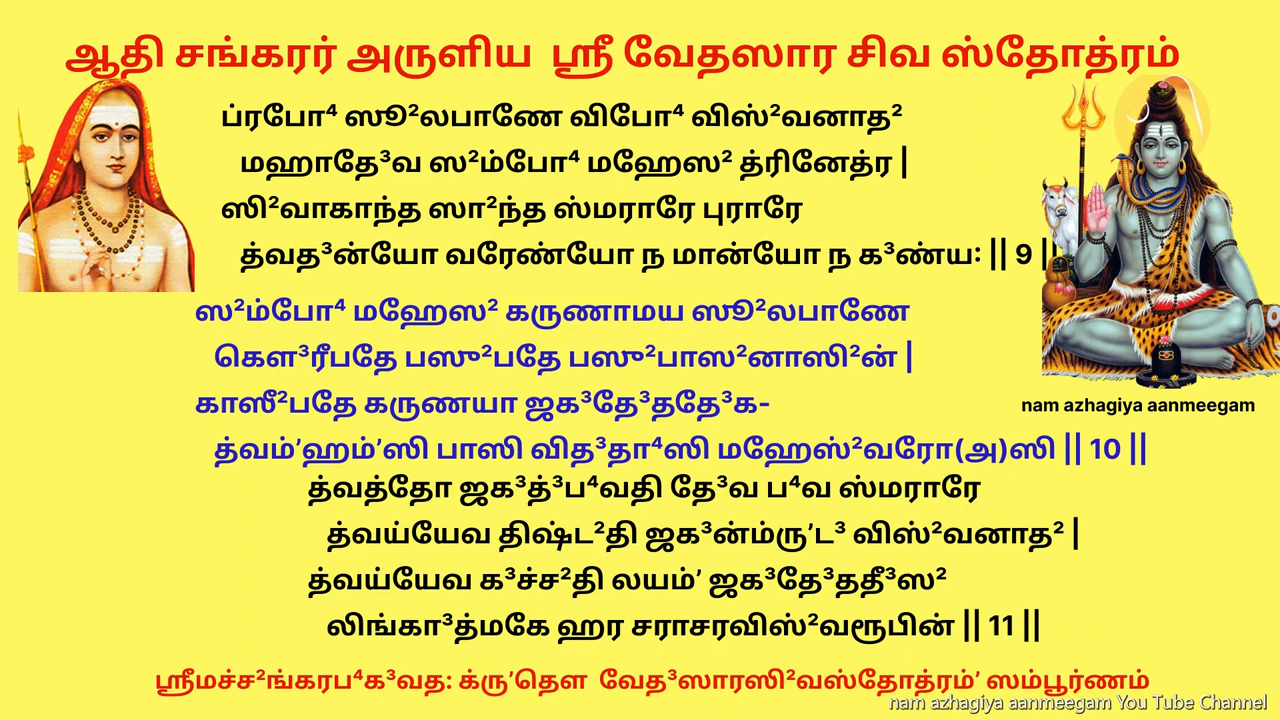 ஆதி சங்கரர் அருளிய ஸ்ரீ வேதஸார சிவ ஸ்தோத்ரம்
ப்ரபோ⁴ ஸூ²லபாணே விபோ⁴ விஸ்²வனாத²
மஹாதே³வ ஸ²ம்போ⁴ மஹேஸ² த்ரினேத்ர |
ஸி²வாகாந்த ஸா²ந்த ஸ்மராரே புராரே
த்வத³ன்யோ வரேண்யோ ந மான்யோ ந க³ண்ய: || 9 ||
ஸ²ம்போ⁴ மஹேஸ² கருணாமய ஸூ²லபாணே
கௌ³ரீபதே பஸு²பதே பஸு²பாஸ²னாஸி²ன் |
காஸீ²பதே கருணயா ஜக³தே³ததே³க-
த்வம்ʼஹம்ʼஸி பாஸி வித³தா⁴ஸி மஹேஸ்²வரோ(அ)ஸி || 10 ||
த்வத்தோ ஜக³த்³ப⁴வதி தே³வ ப⁴வ ஸ்மராரே
த்வய்யேவ திஷ்ட²தி ஜக³ன்ம்ருʼட³ விஸ்²வனாத² |
த்வய்யேவ க³ச்ச²தி லயம்ʼ ஜக³தே³ததீ³ஸ²
லிங்கா³த்மகே ஹர சராசரவிஸ்²வரூபின் || 11 ||
ஸ்ரீமச்ச²ங்கரப⁴க³வத: க்ருʼதௌ வேத³ஸாரஸி²வஸ்தோத்ரம்ʼ ஸம்பூர்ணம்
nam azhagiya aanmeegam
nam azhagiya aanmeegam You Tube Channel